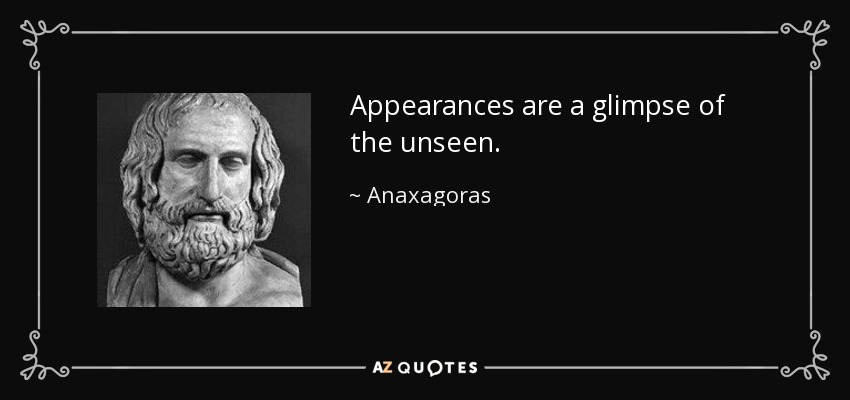 Appearances are a glimpse of
the unseen.
~ Anaxagoras
AZ QUOTES